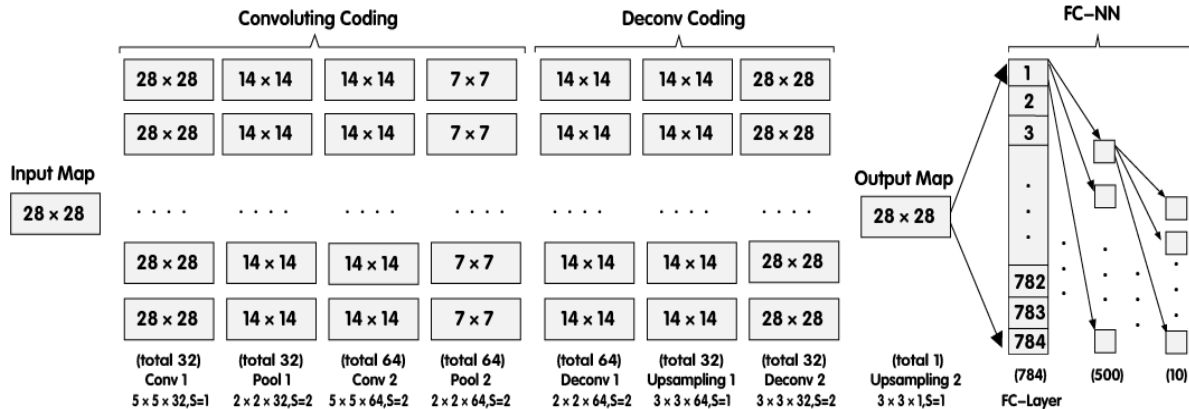 Convoluting Coding Deconv Coding FC-NN
28 × 28 14 × 14 14 × 14 7 × 7 14 × 14 14 × 14 28 × 28 1
2
28 × 28 14 × 14 14 × 14 7 × 7 14 × 14 14 × 14 28 × 28 3
Input Map Output Map
28 × 28 . . . . . . . . . . . . . . . . . . . . . . . . . . . . 28 × 28
28 × 28 14 × 14 14 × 14 7 × 7 14 × 14 14 × 14 28 × 28
782
783
28 × 28 14 × 14 14 × 14 7 × 7 14 × 14 14 × 14 28 × 28
784
(total 32) (total 32) (total 64) (total 64) (total 64) (total 32) (total 32) (total 1) (784) (500) (10)
Conv 1 Pool 1 Conv 2 Pool 2 Deconv 1 Upsampling 1 Deconv 2 Upsampling 2
5 × 5 × 32,S=1 2 × 2 × 32,S=2 5 × 5 × 64,S=2 2 × 2 × 64,S=2 2 × 2 × 64,S=2 3 × 3 × 64,S=1 3 × 3 × 32,S=2 3 × 3 × 1,S=1 FC-Layer